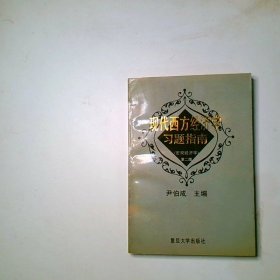 现代西方经济学
习题指南
尹伯成 主编
复旦大学出版社